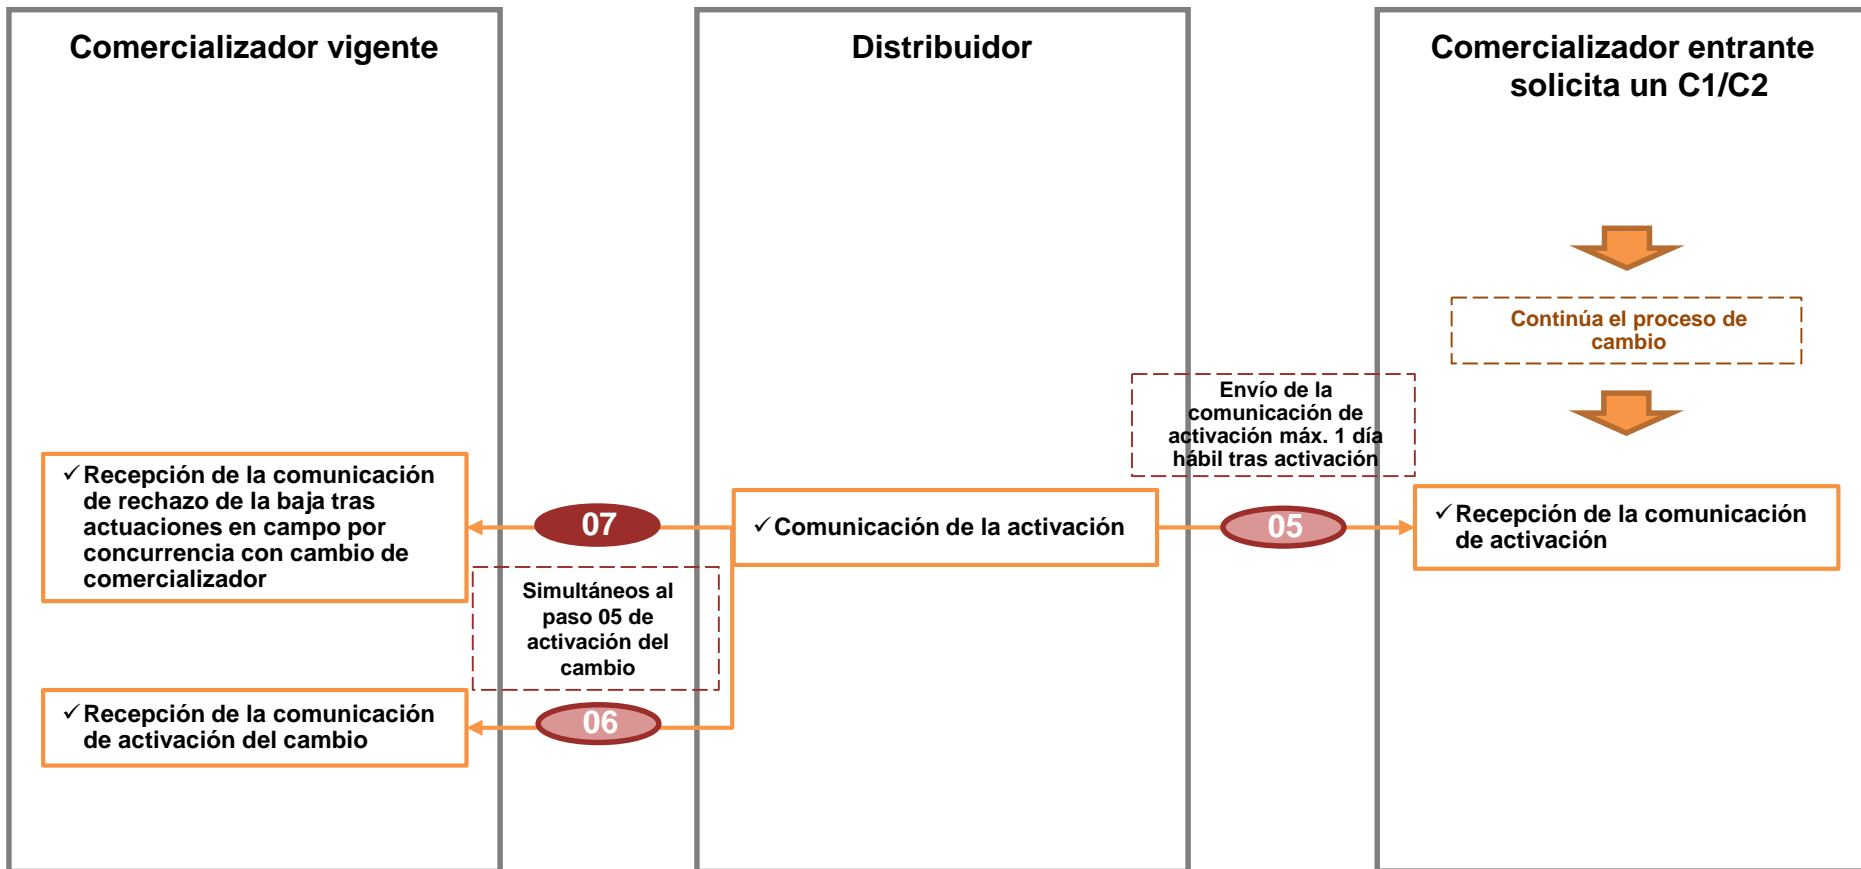 Comercializador vigente
Distribuidor
Comercializador entrante
solicita un C1/C2
Continúa el proceso de
cambio
Envío de la
comunicación de
activación máx. 1 día
hábil tras activación
✓Recepción de la comunicación
de rechazo de la baja tras
actuaciones en campo por
concurrencia con cambio de
comercializador
07
✓Comunicación de la activación
05
✓Recepción de la comunicación
de activación
Simultáneos al
paso 05 de
activación del
cambio
✓Recepción de la comunicación
de activación del cambio
06